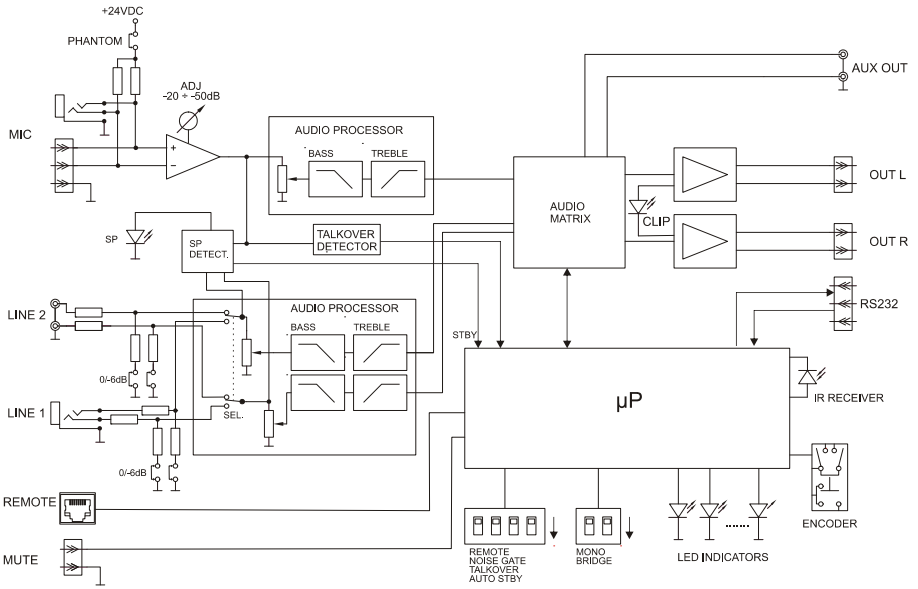 +24VDC
PHANTOM
ADJ
-20 ÷ -50dB
MIC
AUDIO PROCESSOR
BASS
TREBLE
AUX OUT
AUDIO
MATRIX
OUT L
CLIP
OUT R
SP
SP
DETECT.
TALKOVER
DETECTOR
LINE 2
AUDIO PROCESSOR
BASS
TREBLE
STBY
RS232
0/-6dB
SEL.
LINE 1
0/-6dB
µP
IR RECEIVER
REMOTE
ENCODER
MUTE
REMOTE
NOISE GATE
TALKOVER
AUTO STBY
MONO
BRIDGE
LED INDICATORS